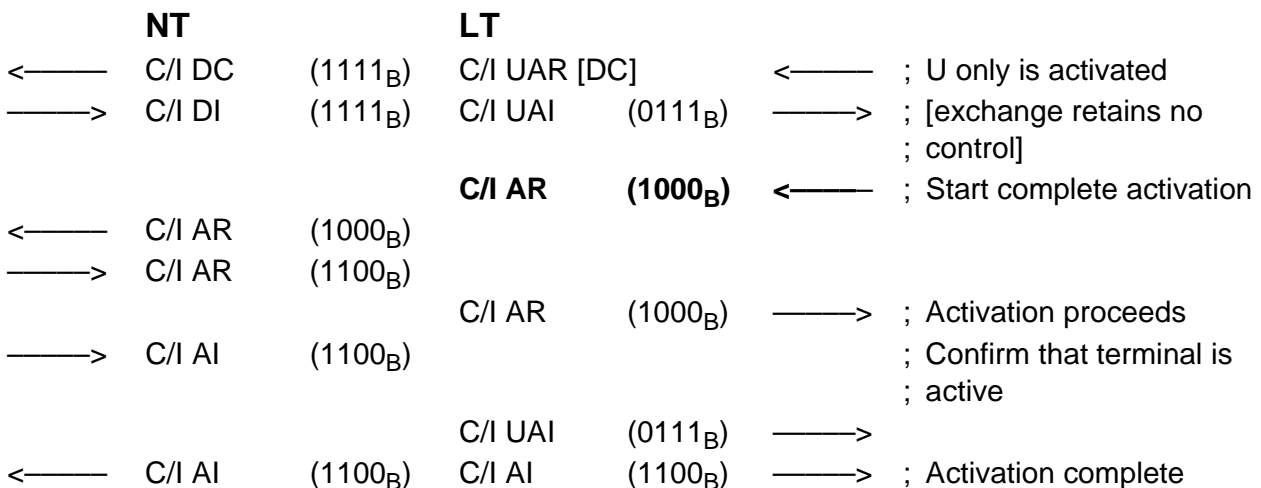 NT LT
<——— C/I DC (1111B) C/I UAR [DC] <——— ; U only is activated
———> C/I DI (1111B) C/I UAI (0111B) ———> ; [exchange retains no
; control]
C/I AR (1000B) <——— ; Start complete activation
<——— C/I AR (1000B)
———> C/I AR (1100B)
C/I AR (1000B) ———> ; Activation proceeds
———> C/I AI (1100B) ; Confirm that terminal is
; active
C/I UAI (0111B) ———>
<——— C/I AI (1100B) C/I AI (1100B) ———> ; Activation complete